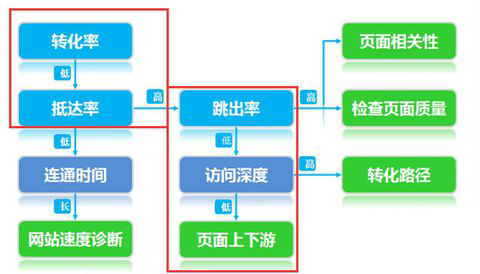 转化率
页面相关性
低
抵达率
高
跳出率
高
检查页面质量
低
低
连通时间
访问深度
高
转化路径
长
低
网站速度诊断
页面上下游